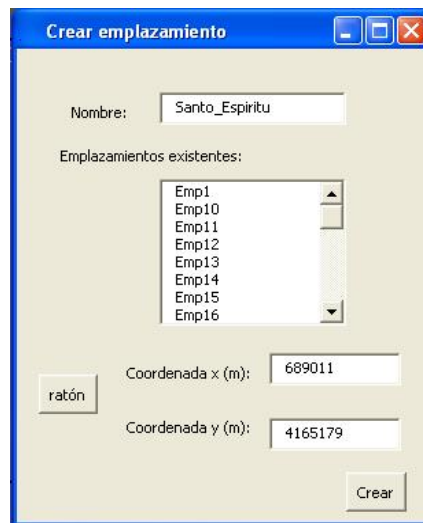 Crear emplazamiento
Nombre: Santo_Espiritu
Emplazamientos existentes:
Emp1
Emp10
Emp11
Emp12
Emp13
Emp14
Emp15
Emp16
Coordenada x (m): 689011
ratón
Coordenada y (m): 4165179
Crear